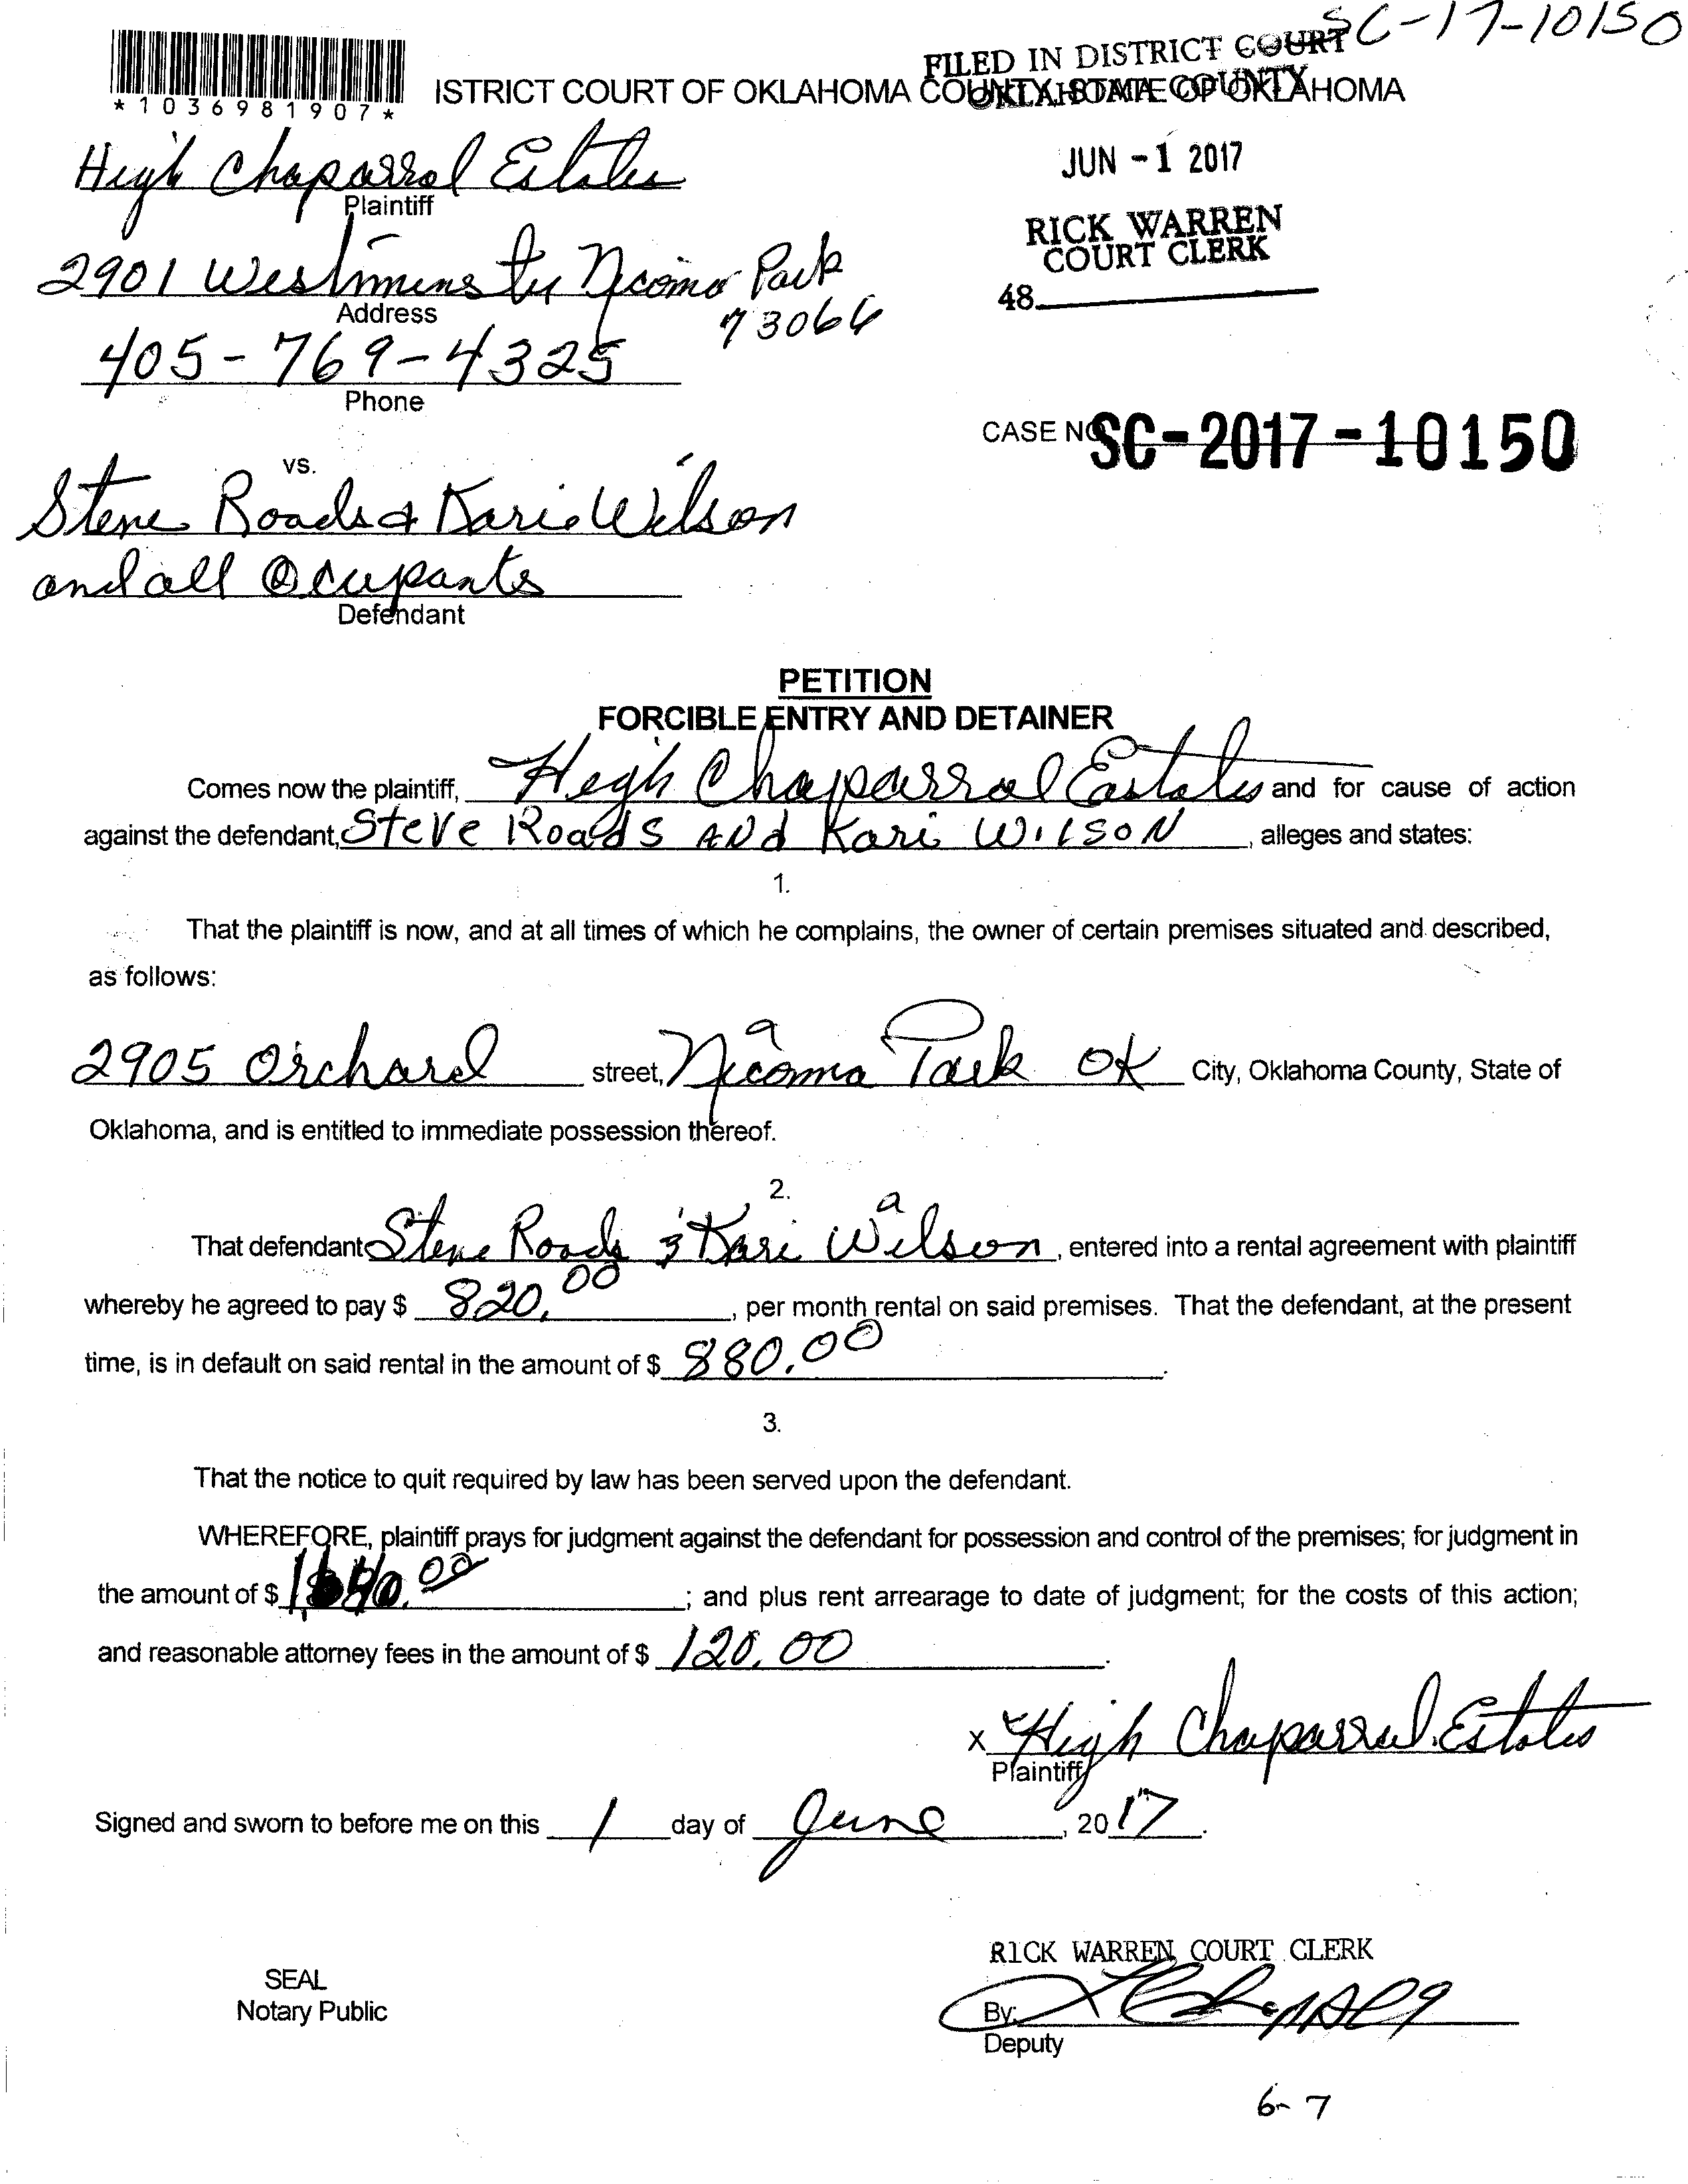 SC-17-10150
FILED IN DISTRICT COURT
OKLAHOMA COUNTY
ISTRICT COURT OF OKLAHOMA COUNTY, STATE OF OKLAHOMA
*1036981907*
JUN -1 2017
High Chaparral Estates
Plaintiff
RICK WARREN
COURT CLERK
2901 Westminster Nicoma Park
73066
Address
48
405-769-4325
Phone
CASE NO. SC-2017-10150
vs.
Steve Roads & Kari Wilson
and all Ocupants
Defendant
PETITION
FORCIBLE ENTRY AND DETAINER
Comes now the plaintiff, High Chaparral Estates and for cause of action
against the defendant, Steve Roads ANd Kari WilsoN, alleges and states:
1.
That the plaintiff is now, and at all times of which he complains, the owner of certain premises situated and described,
as follows:
2905 Orchard street, Nicoma Park OK City, Oklahoma County, State of
Oklahoma, and is entitled to immediate possession thereof.
2.
That defendant Steve Roads & Kari Wilson, entered into a rental agreement with plaintiff
whereby he agreed to pay $ 820.00, per month rental on said premises. That the defendant, at the present
time, is in default on said rental in the amount of $ 880.00.
3.
That the notice to quit required by law has been served upon the defendant.
WHEREFORE, plaintiff prays for judgment against the defendant for possession and control of the premises; for judgment in
the amount of $ ; and plus rent arrearage to date of judgment; for the costs of this action;
and reasonable attorney fees in the amount of $ 120.00.
x High Chaparral Estates
Plaintiff
Signed and sworn to before me on this 1 day of June, 2017.
RICK WARREN, COURT CLERK
SEAL
Notary Public
By:
Deputy
6-7